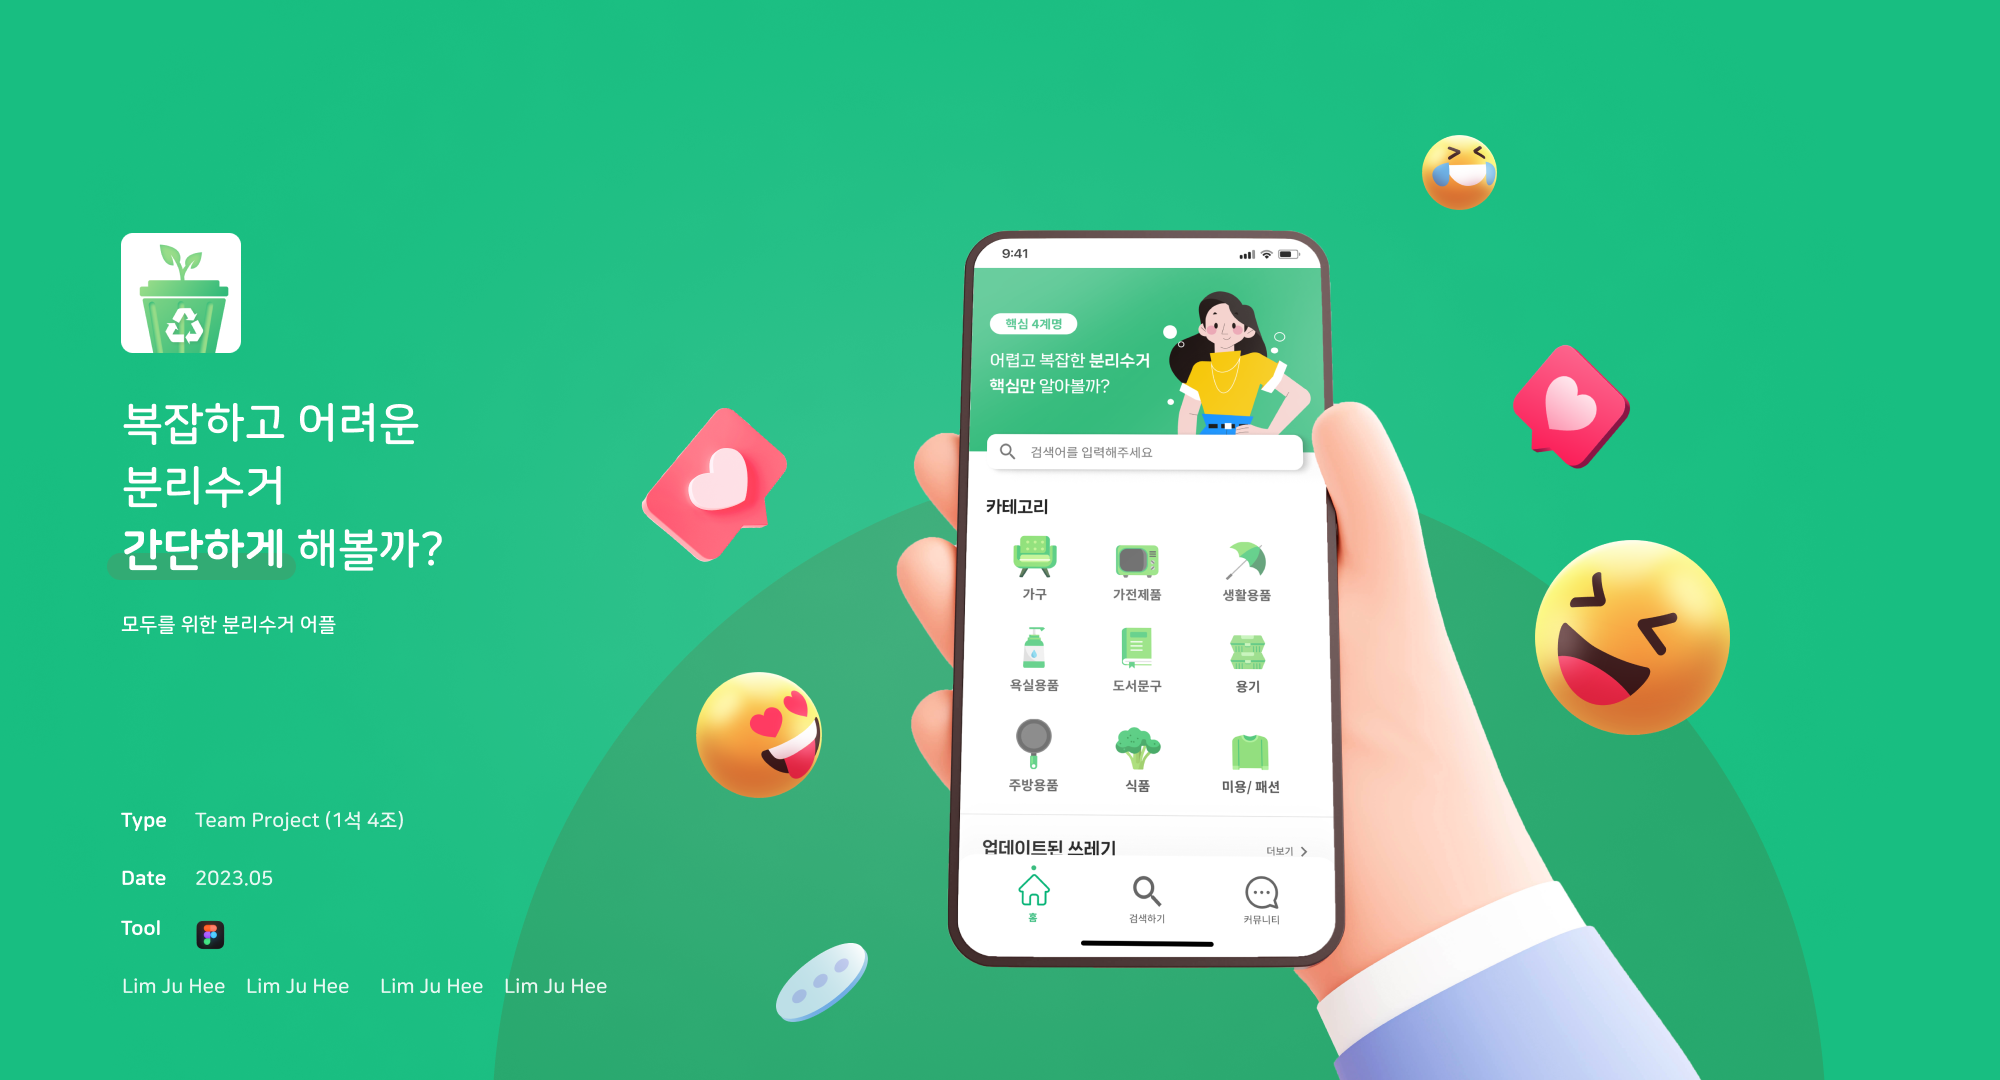 복잡하고 어려운
분리수거
간단하게 해볼까?
모두를 위한 분리수거 어플
Type Team Project (1석 4조)
Date 2023.05
Tool
Lim Ju Hee Lim Ju Hee Lim Ju Hee Lim Ju Hee
9:41
핵심 4계명
어렵고 복잡한 분리수거
핵심만 알아볼까?
검색어를 입력해주세요
카테고리
가구 가전제품 생활용품
욕실용품 도서문구 용기
주방용품 식품 미용/ 패션
업데이트된 쓰레기 더보기
홈 검색하기 커뮤니티